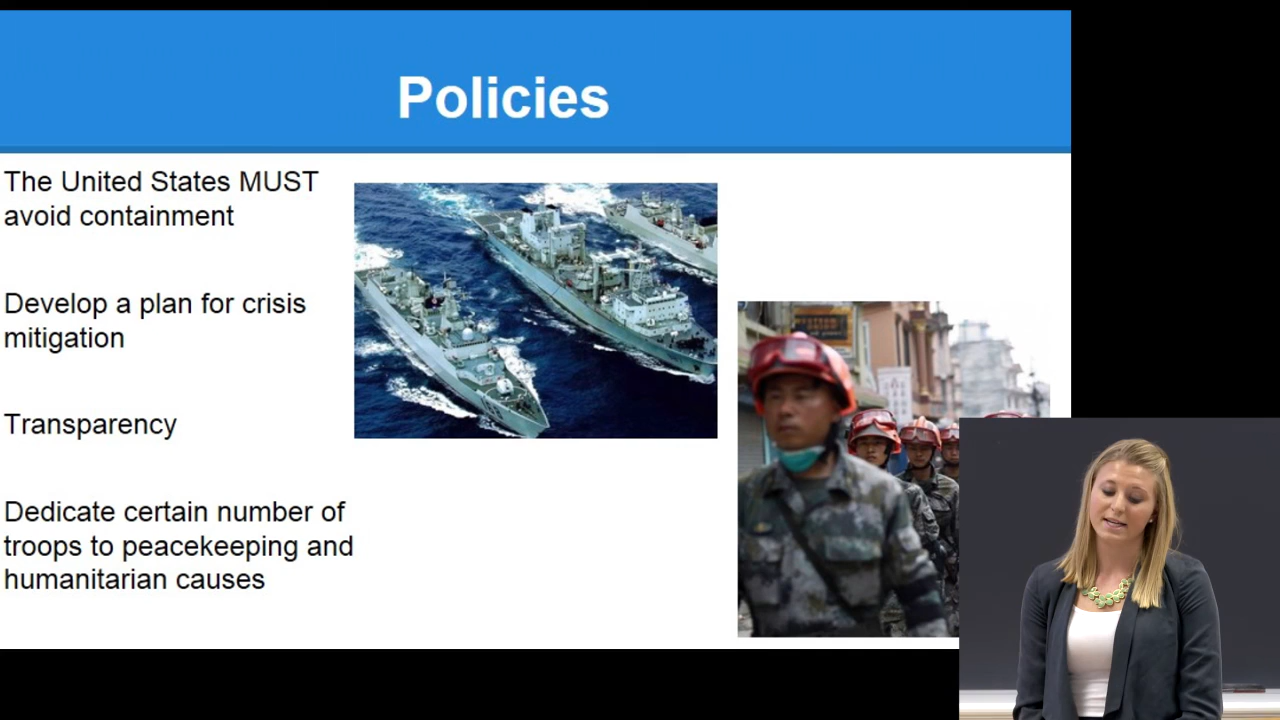 Policies
The United States MUST
avoid containment
Develop a plan for crisis
mitigation
Transparency
Dedicate certain number of
troops to peacekeeping and
humanitarian causes